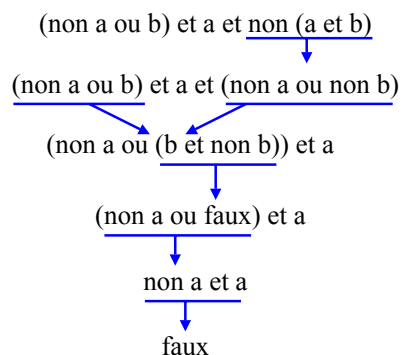 (non a ou b) et a et non (a et b)
(non a ou b) et a et (non a ou non b)
(non a ou (b et non b)) et a
(non a ou faux) et a
non a et a
faux